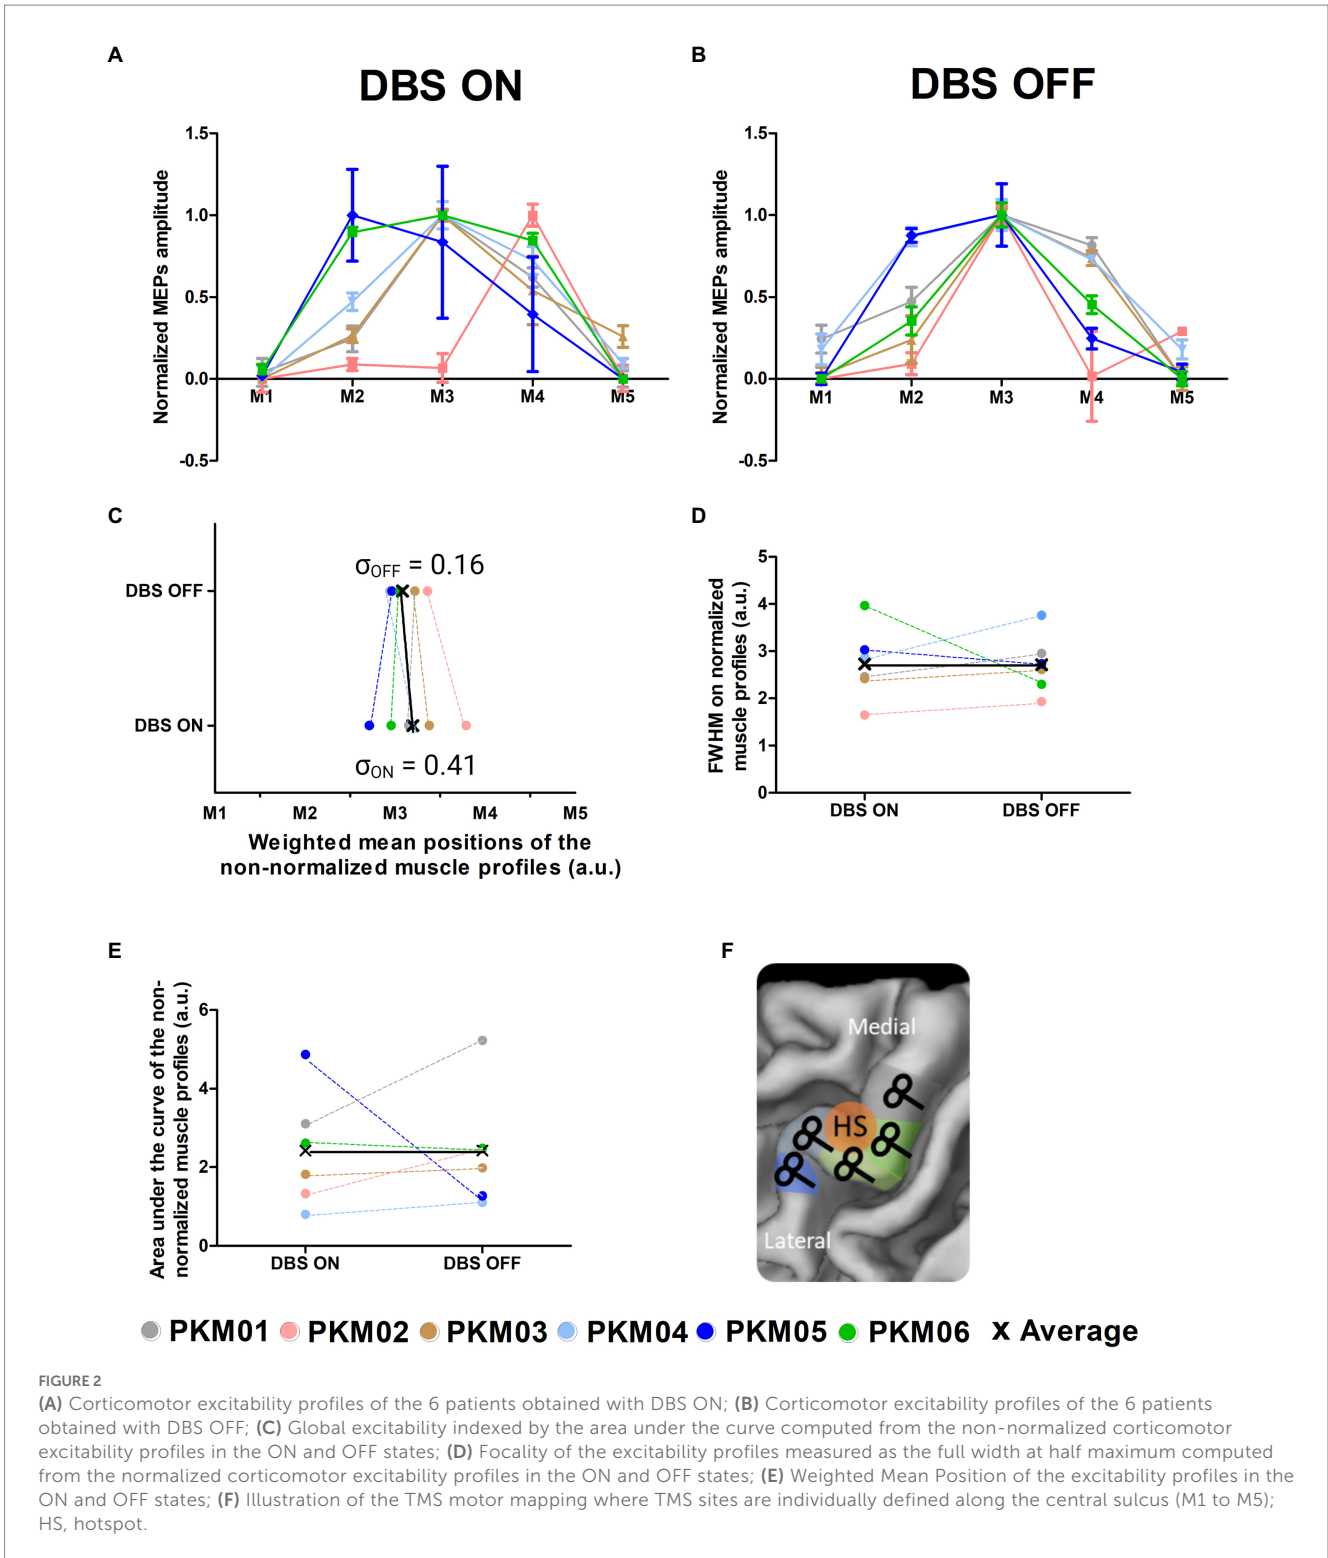 A
DBS ON
Normalized MEPs amplitude
1.5
1.0
0.5
0.0
-0.5
M1 M2 M3 M4 M5
B
DBS OFF
Normalized MEPs amplitude
1.5
1.0
0.5
0.0
-0.5
M1 M2 M3 M4 M5
C
σOFF = 0.16
DBS OFF
DBS ON
σON = 0.41
M1 M2 M3 M4 M5
Weighted mean positions of the
non-normalized muscle profiles (a.u.)
D
FWHM on normalized
muscle profiles (a.u.)
5
4
3
2
1
0
DBS ON DBS OFF
E
Area under the curve of the non-
normalized muscle profiles (a.u.)
6
4
2
0
DBS ON DBS OFF
F
Medial
HS
Lateral
PKM01 PKM02 PKM03 PKM04 PKM05 PKM06 x Average
FIGURE 2
(A) Corticomotor excitability profiles of the 6 patients obtained with DBS ON; (B) Corticomotor excitability profiles of the 6 patients
obtained with DBS OFF; (C) Global excitability indexed by the area under the curve computed from the non-normalized corticomotor
excitability profiles in the ON and OFF states; (D) Focality of the excitability profiles measured as the full width at half maximum computed
from the normalized corticomotor excitability profiles in the ON and OFF states; (E) Weighted Mean Position of the excitability profiles in the
ON and OFF states; (F) Illustration of the TMS motor mapping where TMS sites are individually defined along the central sulcus (M1 to M5);
HS, hotspot.